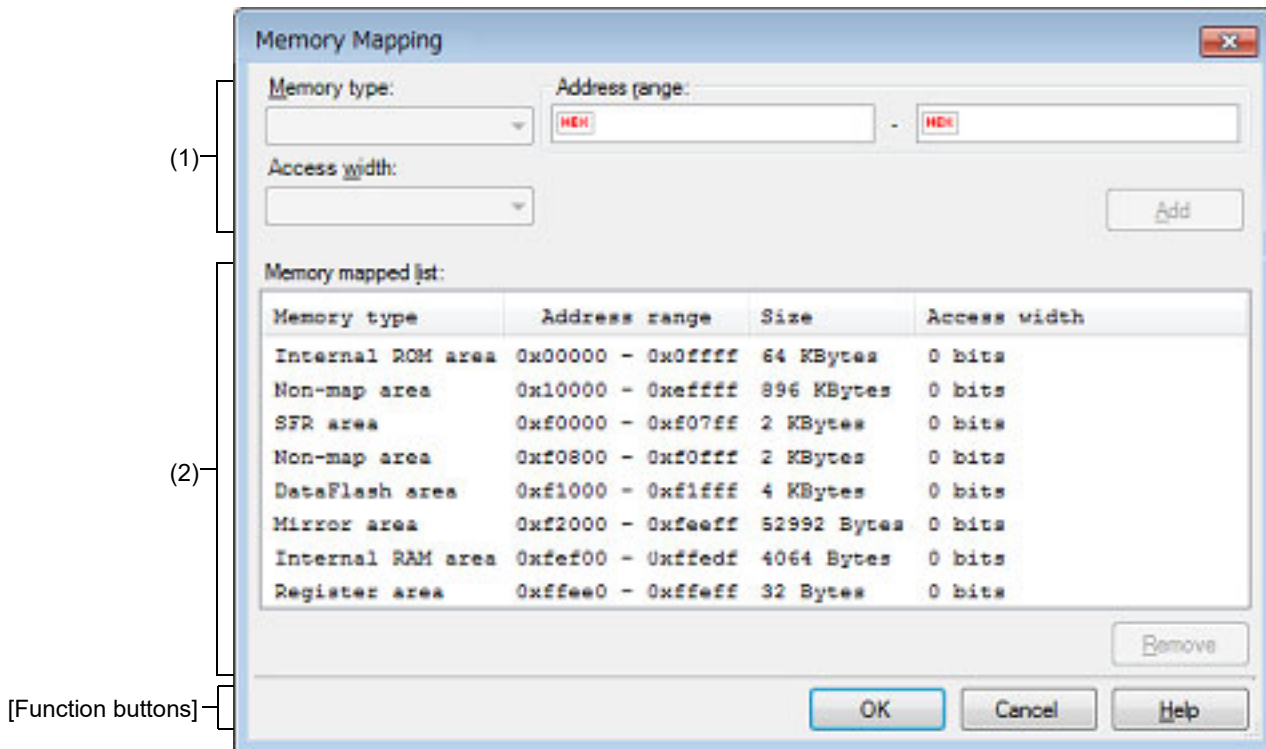 Memory Mapping
Memory type:
Address range:
HEX
-
HEX
(1)
Access width:
Add
Memory mapped list:
Memory type Address range Size Access width
Internal ROM area 0x00000 - 0x0ffff 64 KBytes 0 bits
Non-map area 0x10000 - 0xeffff 896 KBytes 0 bits
SFR area 0xf0000 - 0xf07ff 2 KBytes 0 bits
Non-map area 0xf0800 - 0xf0fff 2 KBytes 0 bits
(2)
DataFlash area 0xf1000 - 0xf1fff 4 KBytes 0 bits
Mirror area 0xf2000 - 0xfeeff 52992 Bytes 0 bits
Internal RAM area 0xfef00 - 0xffedf 4064 Bytes 0 bits
Register area 0xffee0 - 0xffeff 32 Bytes 0 bits
Remove
[Function buttons]
OK
Cancel
Help